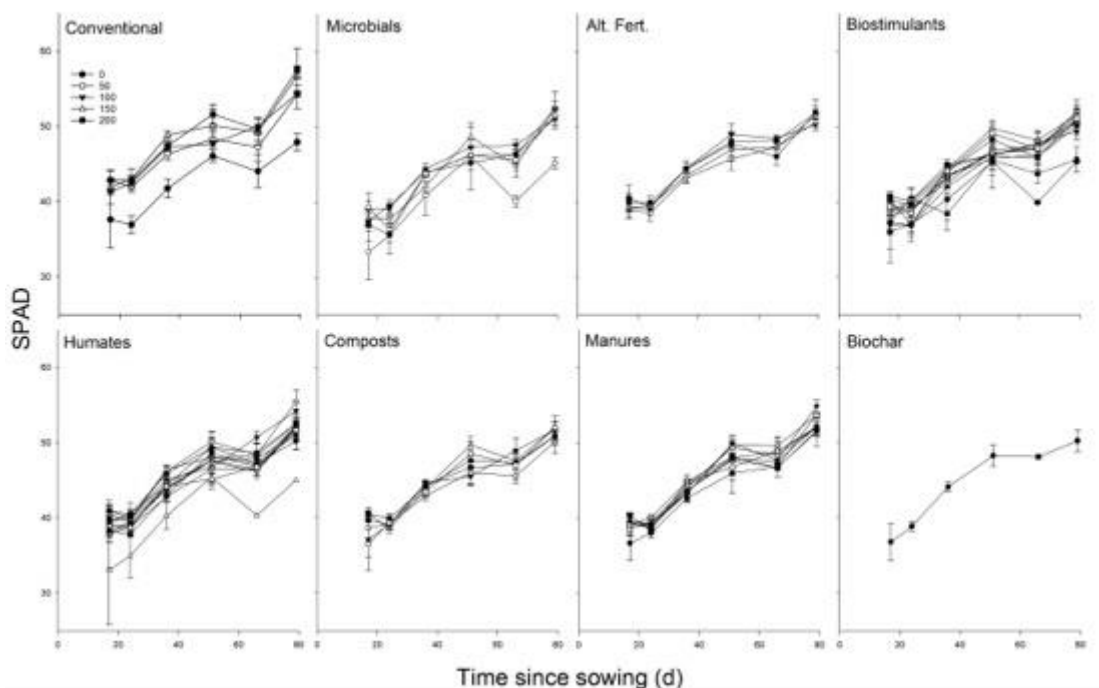 Conventional
Microbials
Alt. Fert.
Biostimulants
60
50
40
30
0
50
100
150
200
SPAD
Humates
Composts
Manures
Biochar
60
50
40
30
0 20 40 60 80
0 20 40 60 80
0 20 40 60 80
0 20 40 60 80
Time since sowing (d)